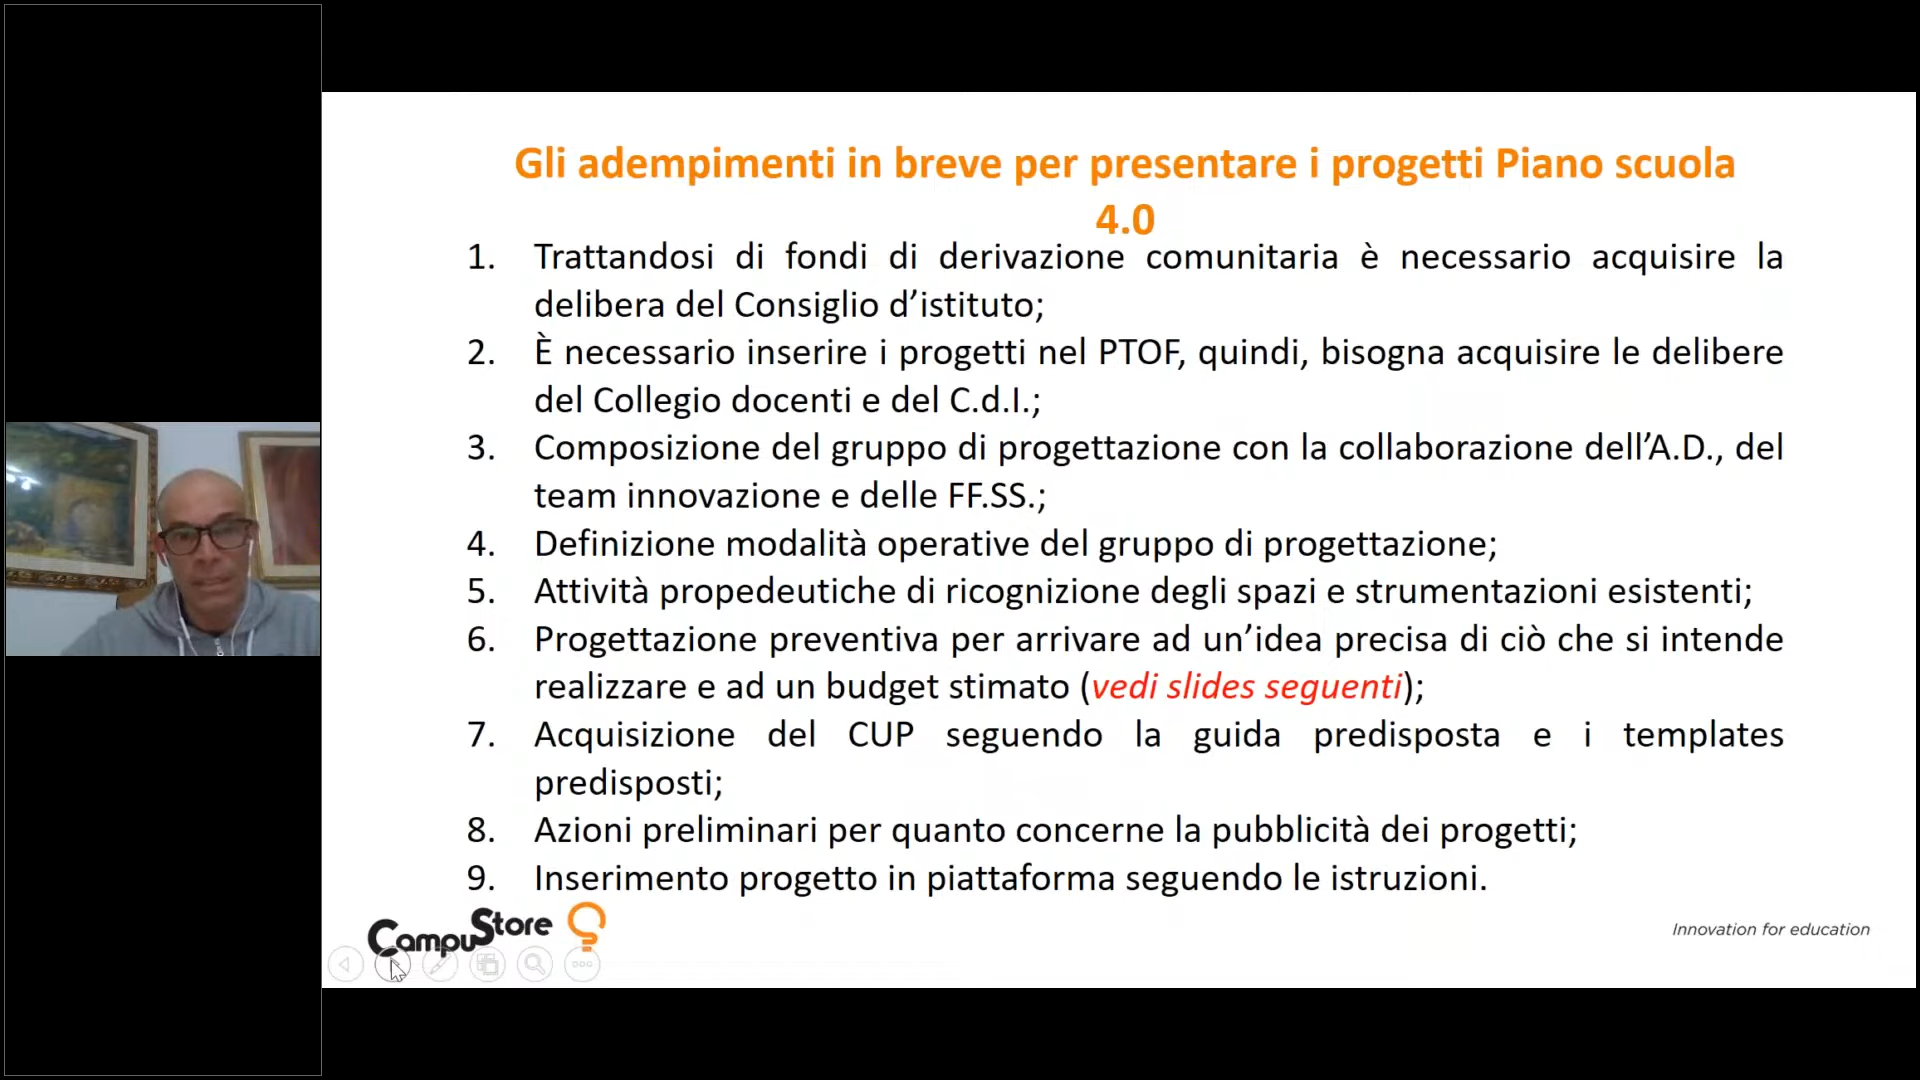 Gli adempimenti in breve per presentare i progetti Piano scuola
4.0
1. Trattandosi di fondi di derivazione comunitaria è necessario acquisire la
delibera del Consiglio d’istituto;
2. È necessario inserire i progetti nel PTOF, quindi, bisogna acquisire le delibere
del Collegio docenti e del C.d.I.;
3. Composizione del gruppo di progettazione con la collaborazione dell’A.D., del
team innovazione e delle FF.SS.;
4. Definizione modalità operative del gruppo di progettazione;
5. Attività propedeutiche di ricognizione degli spazi e strumentazioni esistenti;
6. Progettazione preventiva per arrivare ad un’idea precisa di ciò che si intende
realizzare e ad un budget stimato (vedi slides seguenti);
7. Acquisizione del CUP seguendo la guida predisposta e i templates
predisposti;
8. Azioni preliminari per quanto concerne la pubblicità dei progetti;
9. Inserimento progetto in piattaforma seguendo le istruzioni.
CampuStore
Innovation for education